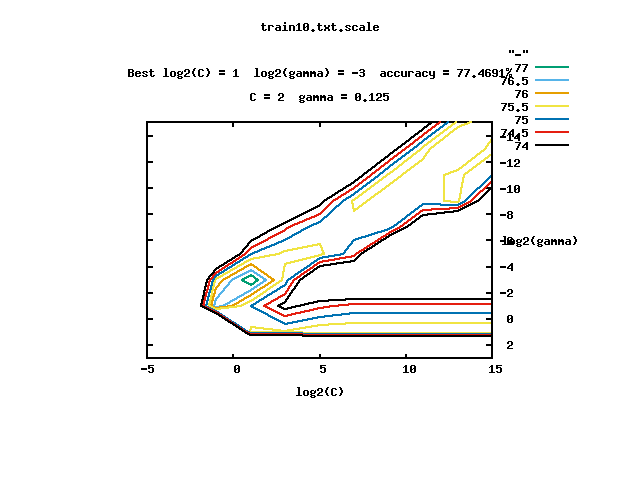 train10.txt.scale
"-"
Best log2(C) = 1  log2(gamma) = -3  accuracy = 77.4691%
77
76.5
C = 2  gamma = 0.125
76
75.5
75
74.5
74
-14
-12
-10
-8
-6
log2(gamma)
-4
-2
0
2
-5 0 5 10 15
log2(C)